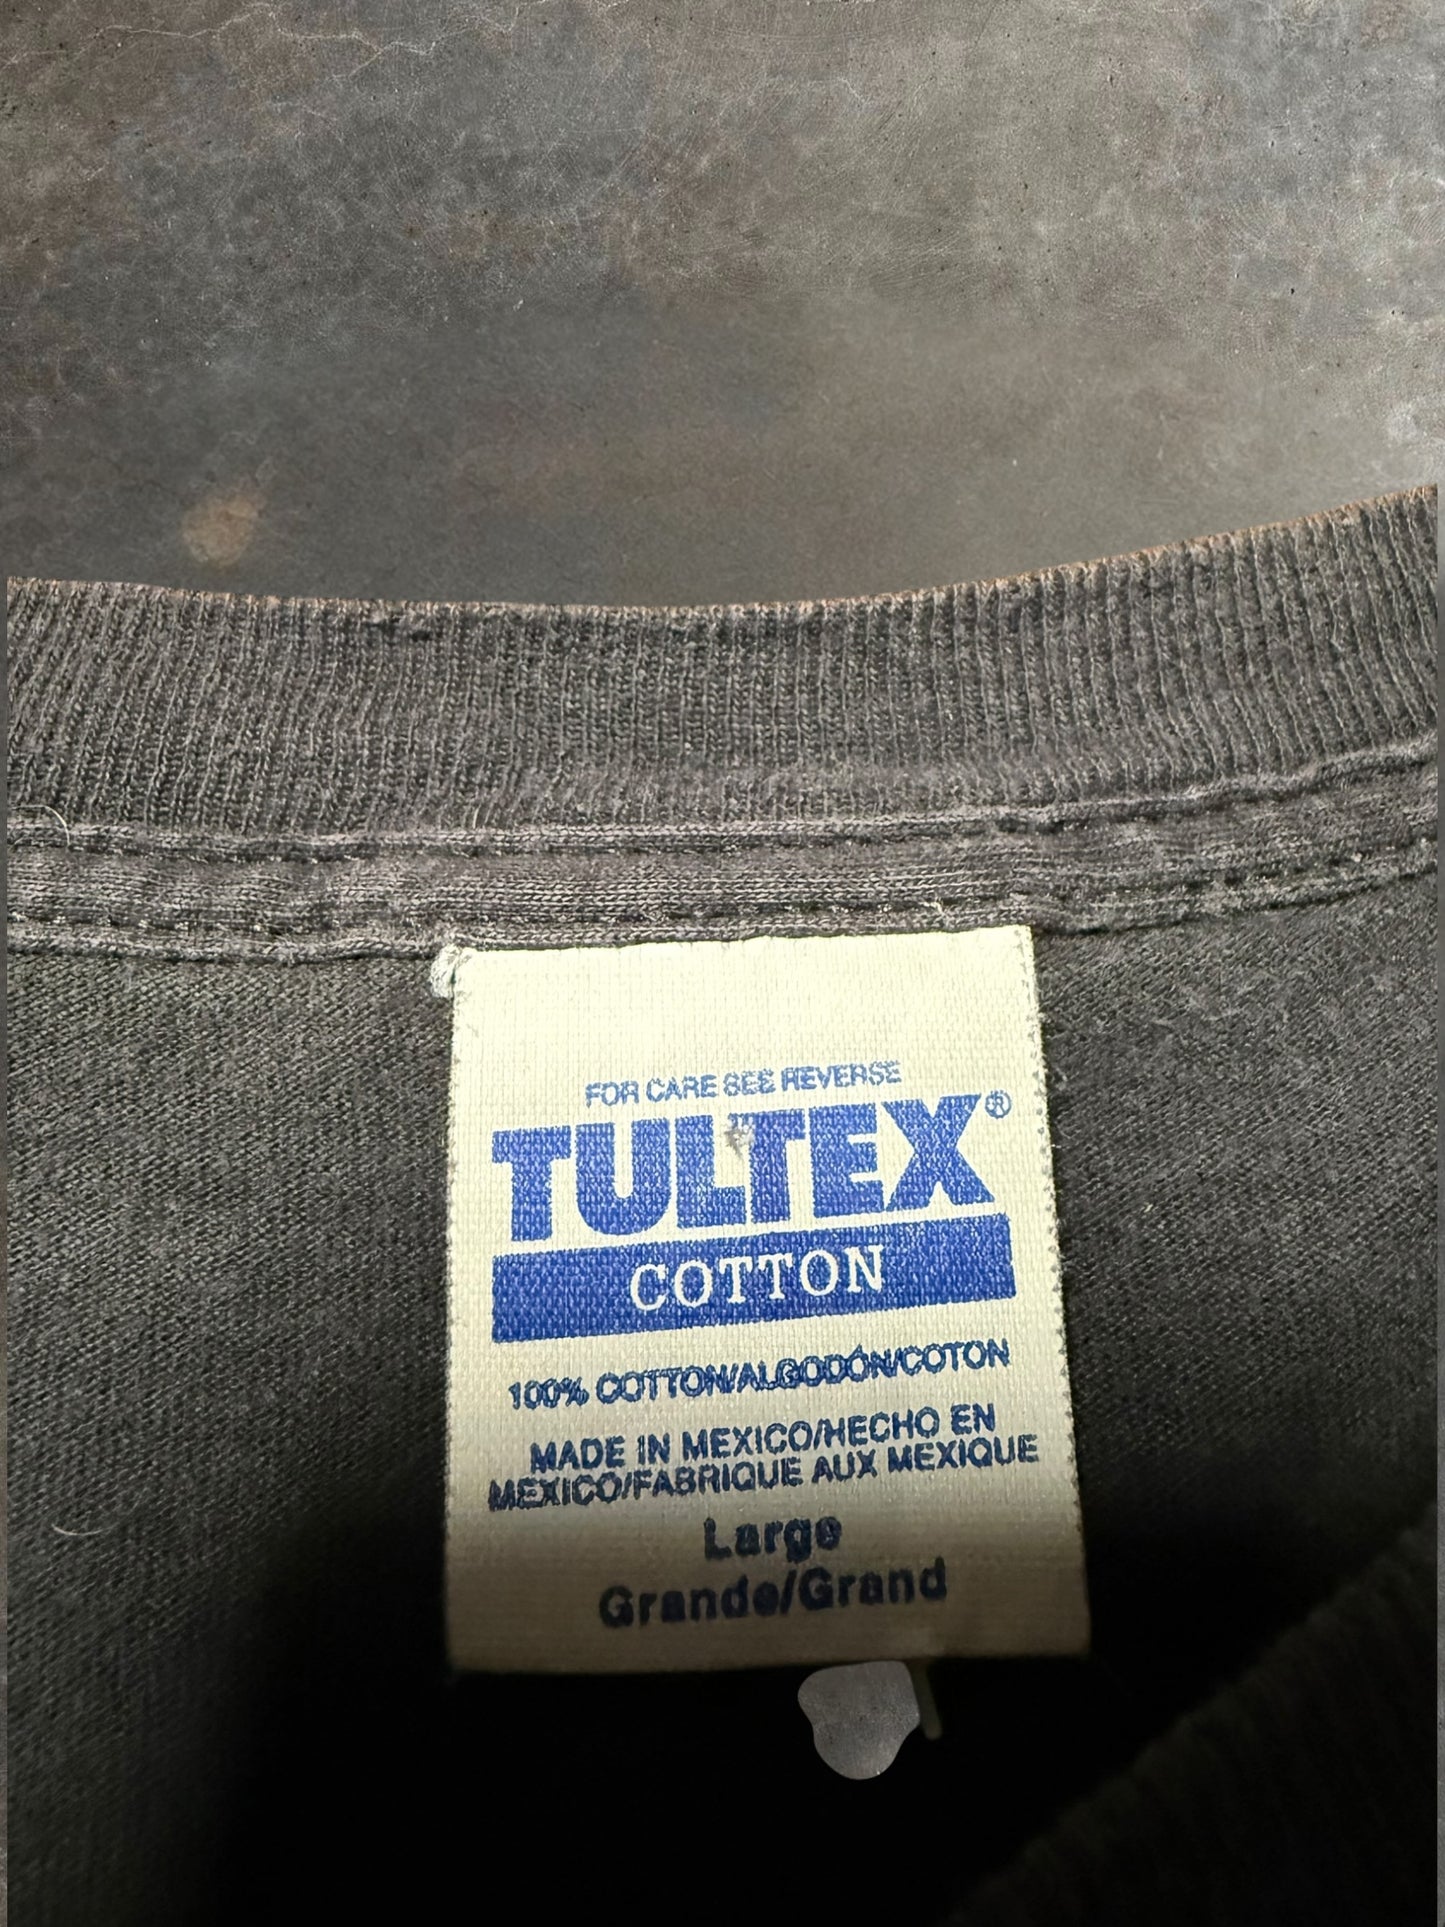 FOR CARE SEE REVERSE
TULTEX®
COTTON
100% COTTON/ALGODÓN/COTON
MADE IN MEXICO/HECHO EN
MEXICO/FABRIQUE AUX MEXIQUE
Large
Grande/Grand